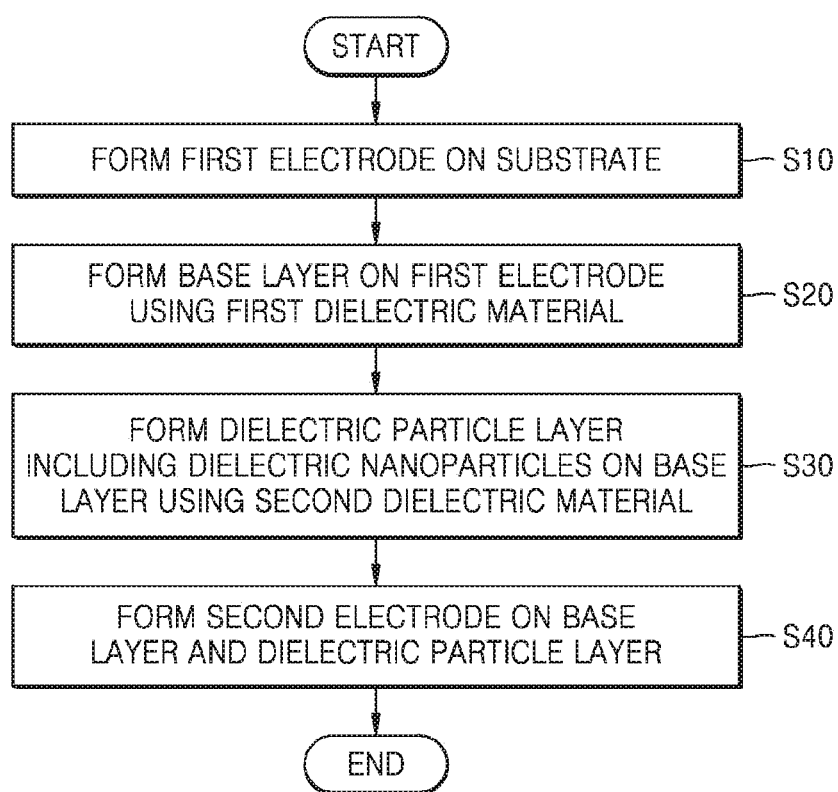 START
FORM FIRST ELECTRODE ON SUBSTRATE
S10
FORM BASE LAYER ON FIRST ELECTRODE
USING FIRST DIELECTRIC MATERIAL
S20
FORM DIELECTRIC PARTICLE LAYER
INCLUDING DIELECTRIC NANOPARTICLES ON BASE
LAYER USING SECOND DIELECTRIC MATERIAL
S30
FORM SECOND ELECTRODE ON BASE
LAYER AND DIELECTRIC PARTICLE LAYER
S40
END